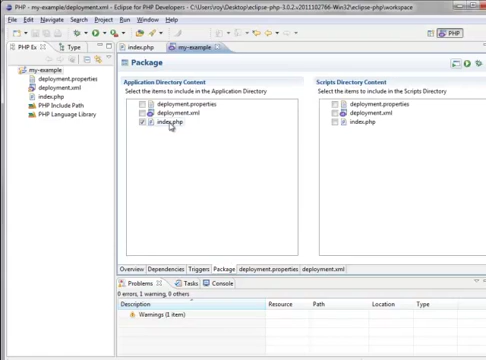 PHP - my-example/deployment.xml - Eclipse for PHP Developers - C:\Users\roy\Desktop\eclipse-php-3.0.2.v2011102766-Win32\eclipse-php\workspace
File Edit Navigate Search Project Run Window Help
PHP
PHP Ex Type
my-example
deployment.properties
deployment.xml
index.php
PHP Include Path
PHP Language Library
index.php my-example
Package
Application Directory Content
Select the items to include in the Application Directory
deployment.properties
deployment.xml
index.php
Scripts Directory Content
Select the items to include in the Scripts Directory
deployment.properties
deployment.xml
index.php
Overview Dependencies Triggers Package deployment.properties deployment.xml
Problems Tasks Console
0 errors, 1 warning, 0 others
Description Resource Path Location Type
Warnings (1 item)